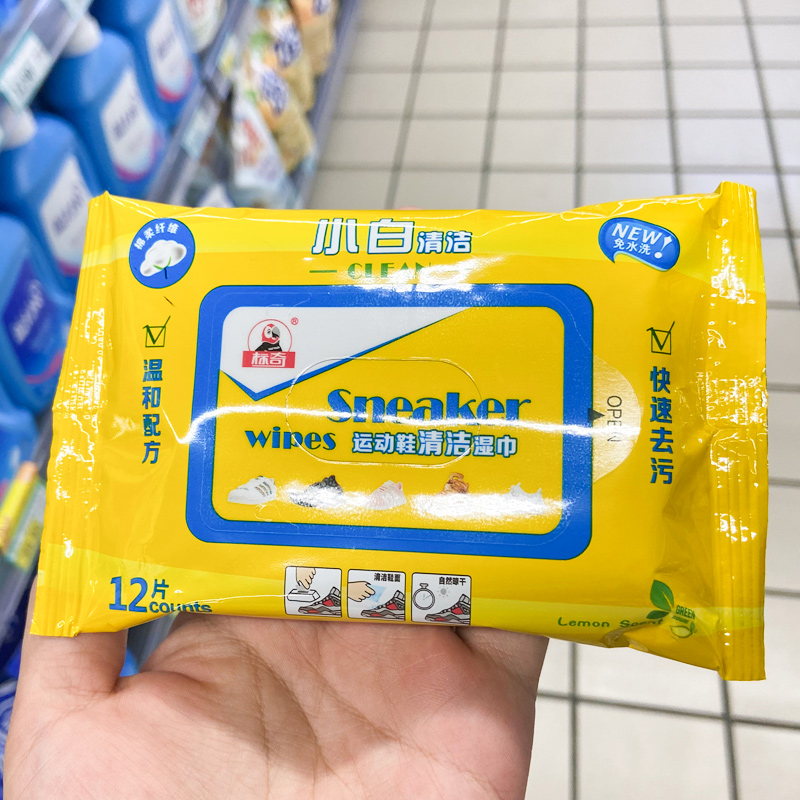 小白清洁
CLEAN
棉柔纤维
NEW!
免水洗
温和配方
®
标奇
Sneaker
wipes 运动鞋清洁湿巾
OPEN
快速去污
12片
counts
清洁鞋面
自然晾干
Lemon
GREEN